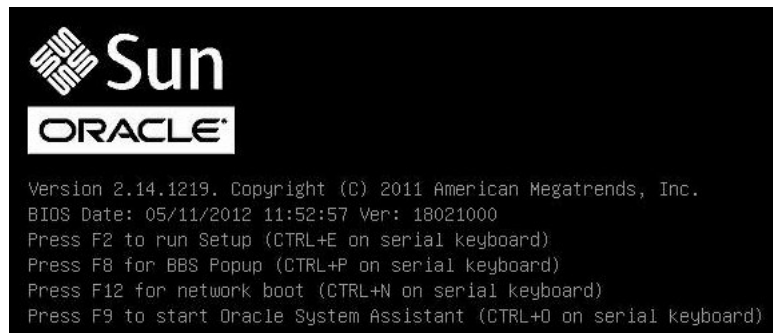 Sun
ORACLE
Version 2.14.1219. Copyright (C) 2011 American Megatrends, Inc.
BIOS Date: 05/11/2012 11:52:57 Ver: 18021000
Press F2 to run Setup (CTRL+E on serial keyboard)
Press F8 for BBS Popup (CTRL+P on serial keyboard)
Press F12 for network boot (CTRL+N on serial keyboard)
Press F9 to start Oracle System Assistant (CTRL+O on serial keyboard)